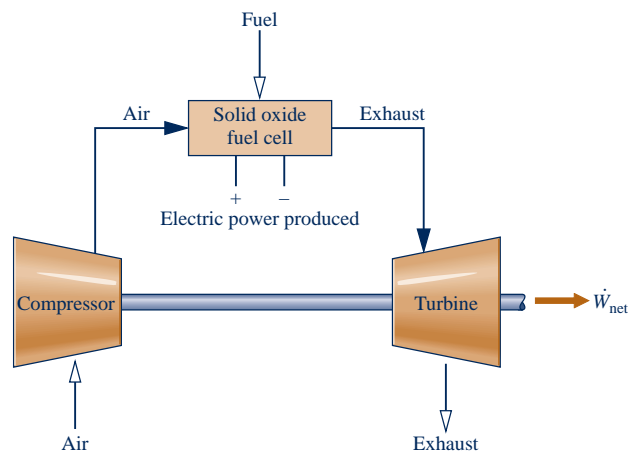 Fuel
Air
Solid oxide
fuel cell
Exhaust
+ −
Electric power produced
Compressor
Turbine
Ẇnet
Air
Exhaust